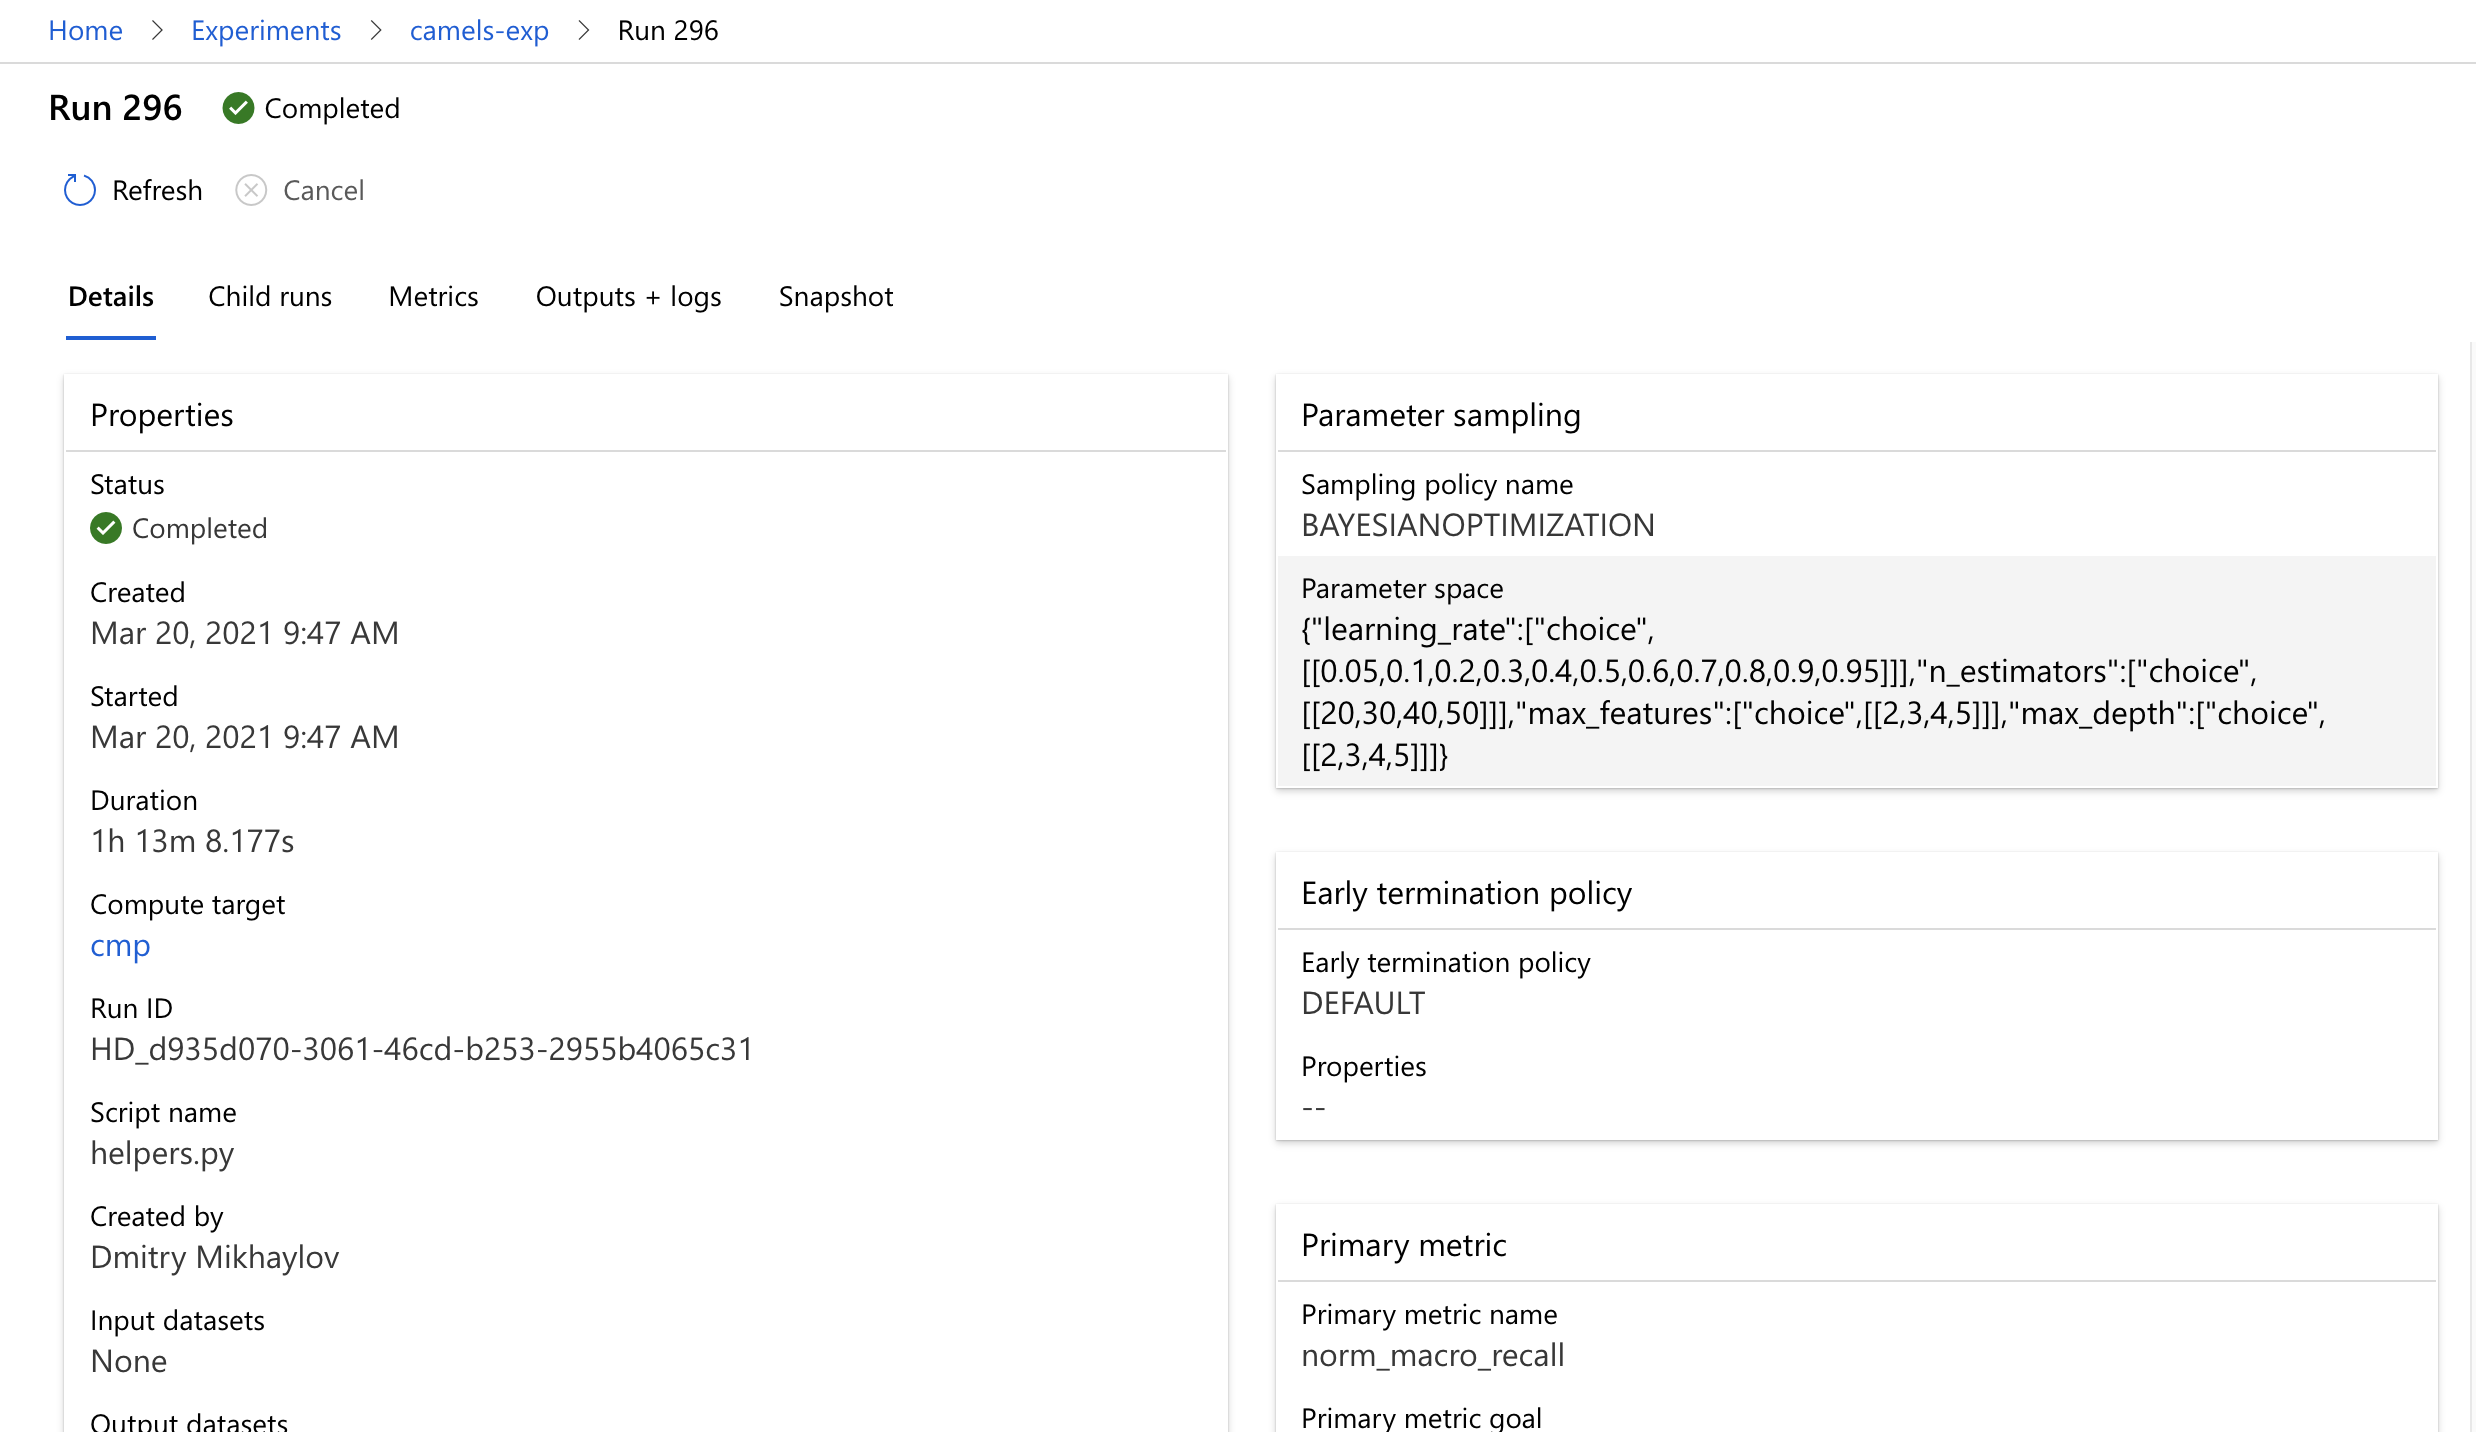 Home > Experiments > camels-exp > Run 296
Run 296 Completed
Refresh Cancel
Details Child runs Metrics Outputs + logs Snapshot
Properties
Status
Completed
Created
Mar 20, 2021 9:47 AM
Started
Mar 20, 2021 9:47 AM
Duration
1h 13m 8.177s
Compute target
cmp
Run ID
HD_d935d070-3061-46cd-b253-2955b4065c31
Script name
helpers.py
Created by
Dmitry Mikhaylov
Input datasets
None
Output datasets
Parameter sampling
Sampling policy name
BAYESIANOPTIMIZATION
Parameter space
{"learning_rate":["choice",
[[0.05,0.1,0.2,0.3,0.4,0.5,0.6,0.7,0.8,0.9,0.95]]],"n_estimators":["choice",
[[20,30,40,50]]],"max_features":["choice",[[2,3,4,5]]],"max_depth":["choice",
[[2,3,4,5]]]}
Early termination policy
Early termination policy
DEFAULT
Properties
--
Primary metric
Primary metric name
norm_macro_recall
Primary metric goal